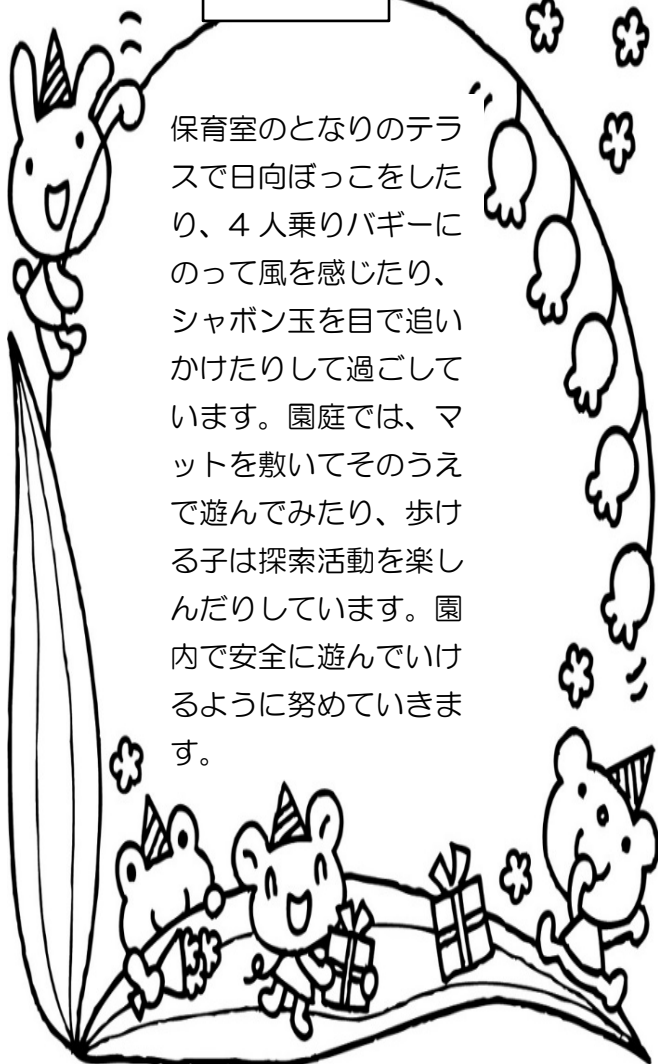 保育室のとなりのテラ
スで日向ぼっこをした
り、4 人乗りバギーに
のって風を感じたり、
シャボン玉を目で追い
かけたりして過ごして
います。園庭では、マ
ットを敷いてそのうえ
で遊んでみたり、歩け
る子は探索活動を楽し
んだりしています。園
内で安全に遊んでいけ
るように努めていきま
す。